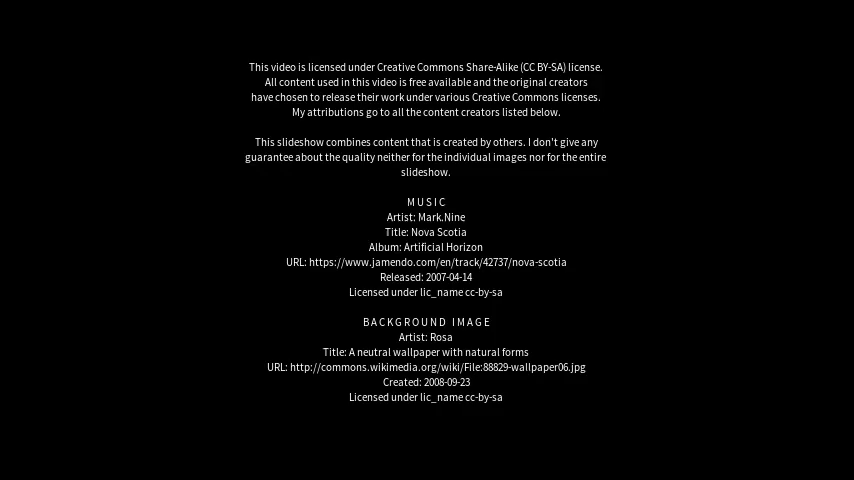 This video is licensed under Creative Commons Share-Alike (CC BY-SA) license.
All content used in this video is free available and the original creators
have chosen to release their work under various Creative Commons licenses.
My attributions go to all the content creators listed below.
This slideshow combines content that is created by others. I don't give any
guarantee about the quality neither for the individual images nor for the entire
slideshow.
MUSIC
Artist: Mark.Nine
Title: Nova Scotia
Album: Artificial Horizon
URL: https://www.jamendo.com/en/track/42737/nova-scotia
Released: 2007-04-14
Licensed under lic_name cc-by-sa
BACKGROUND IMAGE
Artist: Rosa
Title: A neutral wallpaper with natural forms
URL: http://commons.wikimedia.org/wiki/File:88829-wallpaper06.jpg
Created: 2008-09-23
Licensed under lic_name cc-by-sa